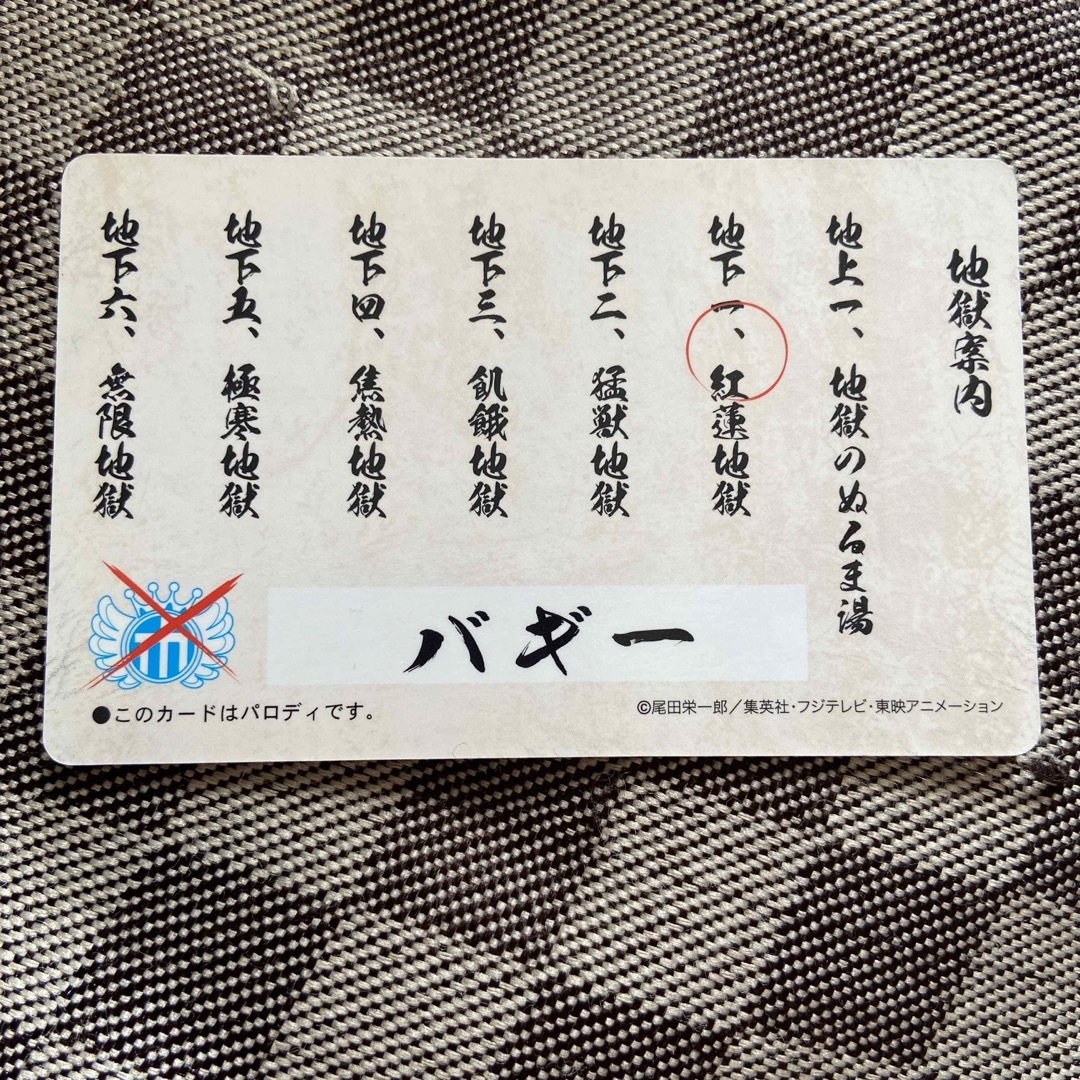 地獄案内
地上一、地獄のぬるま湯
地下一、紅蓮地獄
地下二、猛獣地獄
地下三、飢餓地獄
地下四、焦熱地獄
地下五、極寒地獄
地下六、無限地獄
バギー
●このカードはパロディです。
©尾田栄一郎／集英社・フジテレビ・東映アニメーション